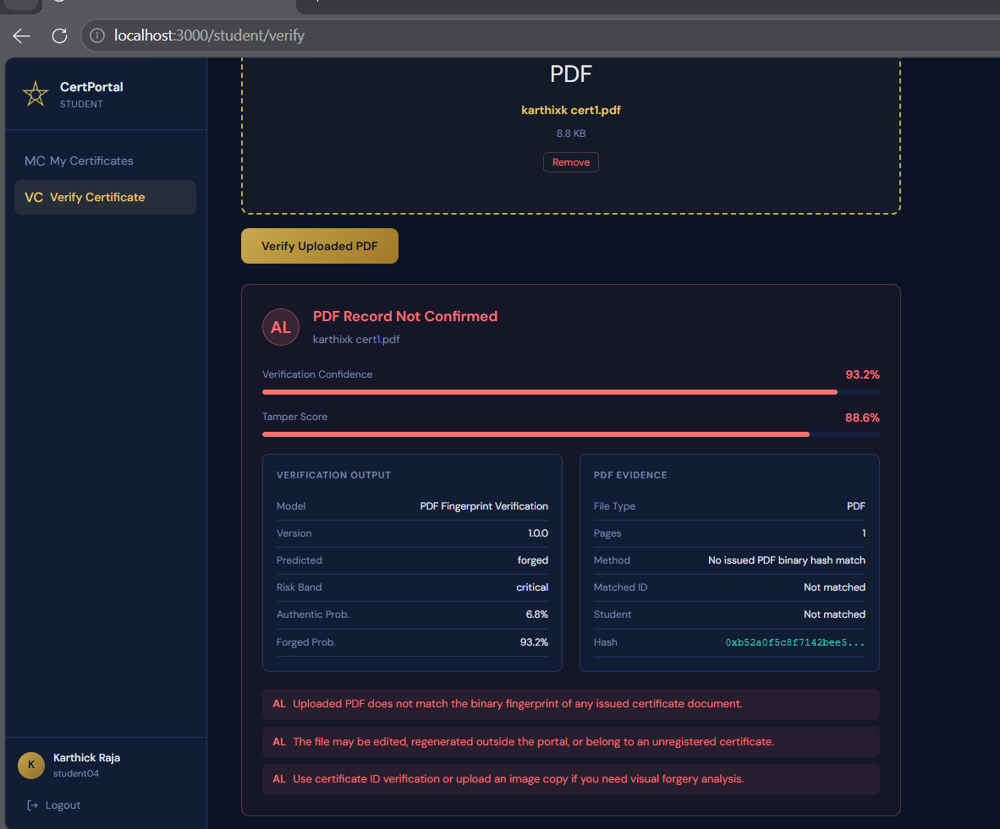 localhost:3000/student/verify
CertPortal
STUDENT
MC My Certificates
VC Verify Certificate
PDF
karthixk cert1.pdf
8.8 KB
Remove
Verify Uploaded PDF
AL PDF Record Not Confirmed
karthixk cert1.pdf
Verification Confidence 93.2%
Tamper Score 88.6%
VERIFICATION OUTPUT
Model PDF Fingerprint Verification
Version 1.0.0
Predicted forged
Risk Band critical
Authentic Prob. 6.8%
Forged Prob. 93.2%
PDF EVIDENCE
File Type PDF
Pages 1
Method No issued PDF binary hash match
Matched ID Not matched
Student Not matched
Hash 0xb52a0f5c8f7142bee5...
AL Uploaded PDF does not match the binary fingerprint of any issued certificate document.
AL The file may be edited, regenerated outside the portal, or belong to an unregistered certificate.
AL Use certificate ID verification or upload an image copy if you need visual forgery analysis.
K Karthick Raja
student04
Logout